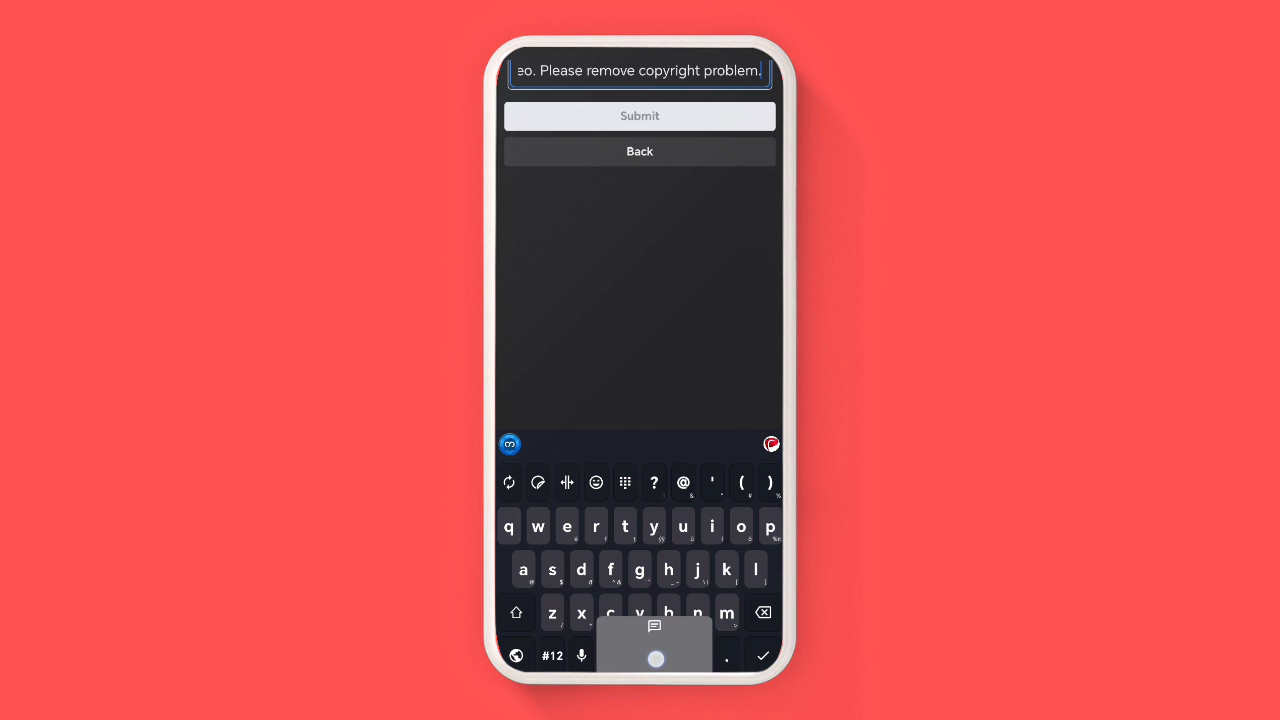 eo. Please remove copyright problem.
Submit
Back
? @ ' ( )
q w e r t y u i o p
a s d f g h j k l
z x c v b n m
#12 .